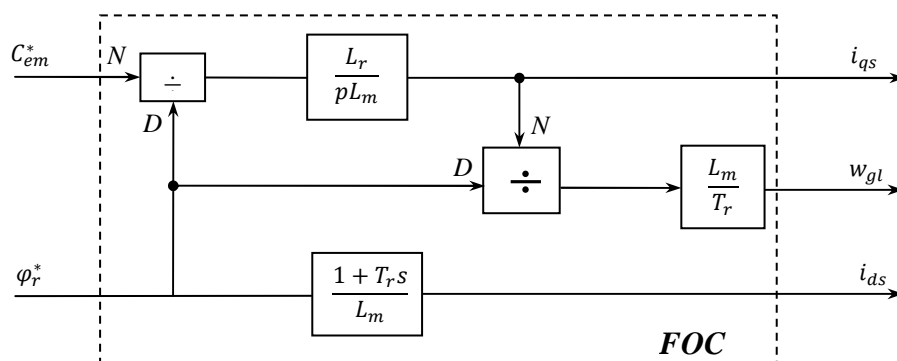 C*em N ÷ Lr/pLm iqs
D N
D ÷ Lm/Tr wgl
φ*r 1 + Trs/Lm ids
FOC